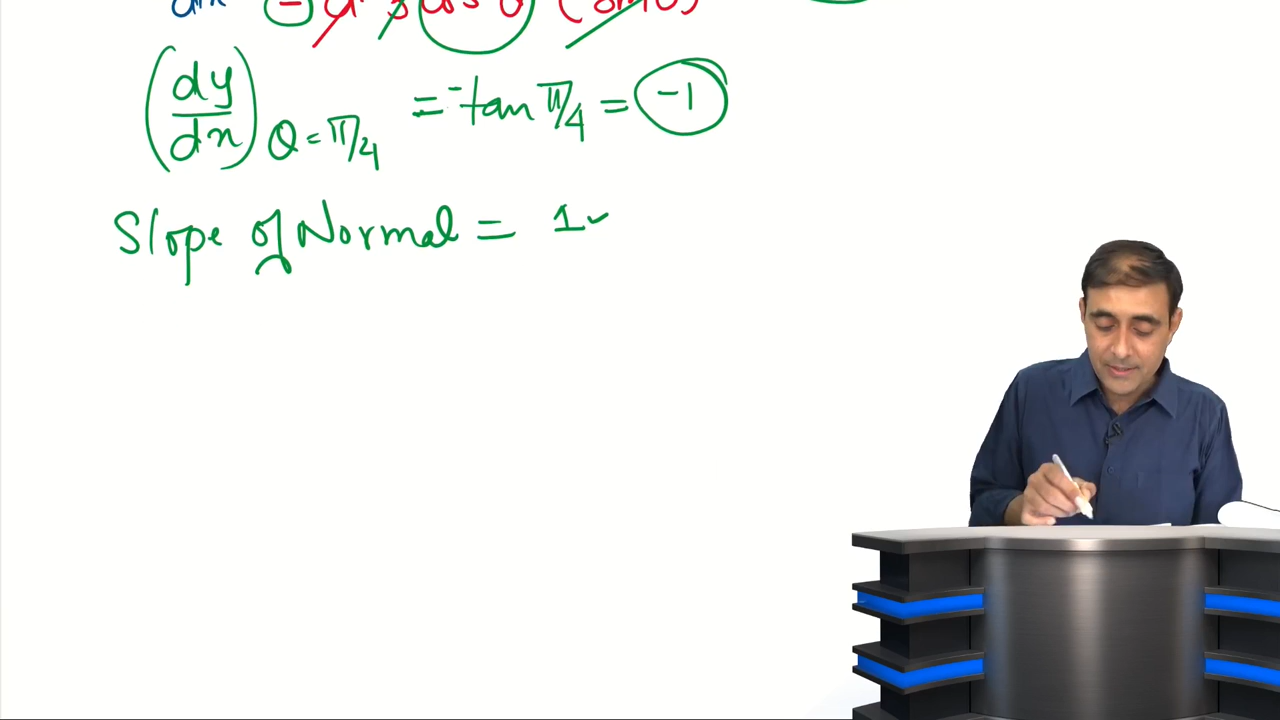 (dy/dx) θ = π/4 = -tan π/4 = -1
Slope of Normal = 1